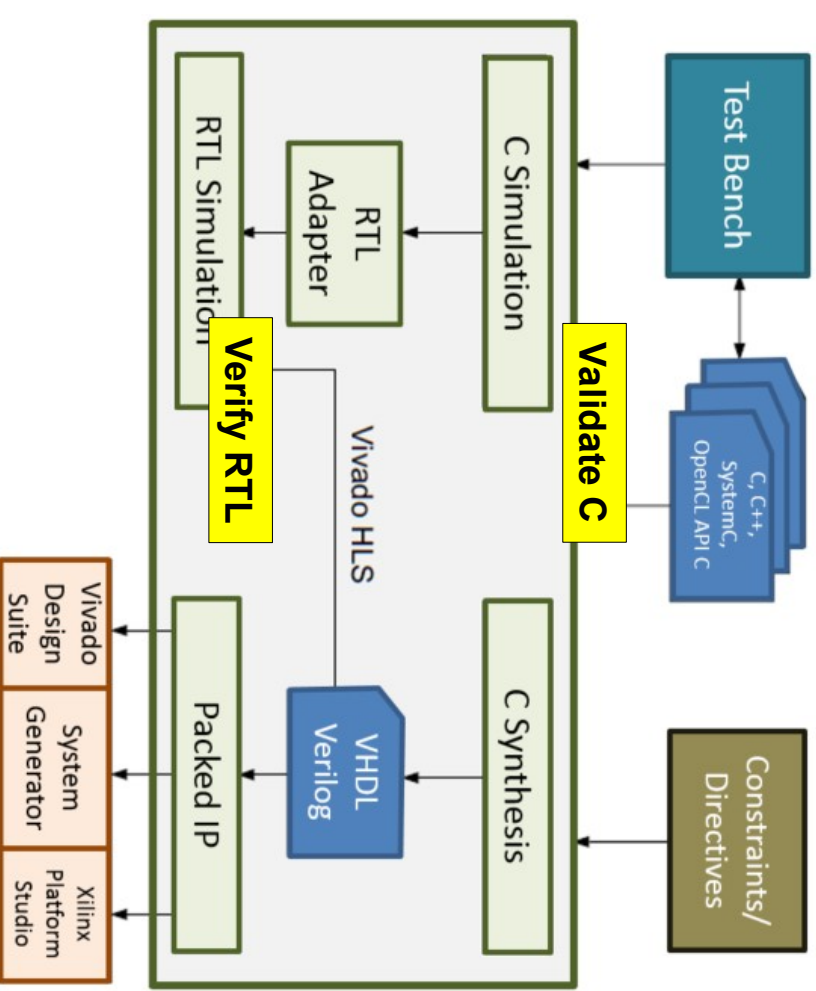 Test Bench
C, C++,
SystemC,
OpenCL API C
Constraints/
Directives
Validate C
C Simulation
C Synthesis
RTL
Adapter
VHDL
Verilog
Vivado HLS
Verify RTL
RTL Simulation
Packed IP
Vivado
Design
Suite
System
Generator
Xilinx
Platform
Studio